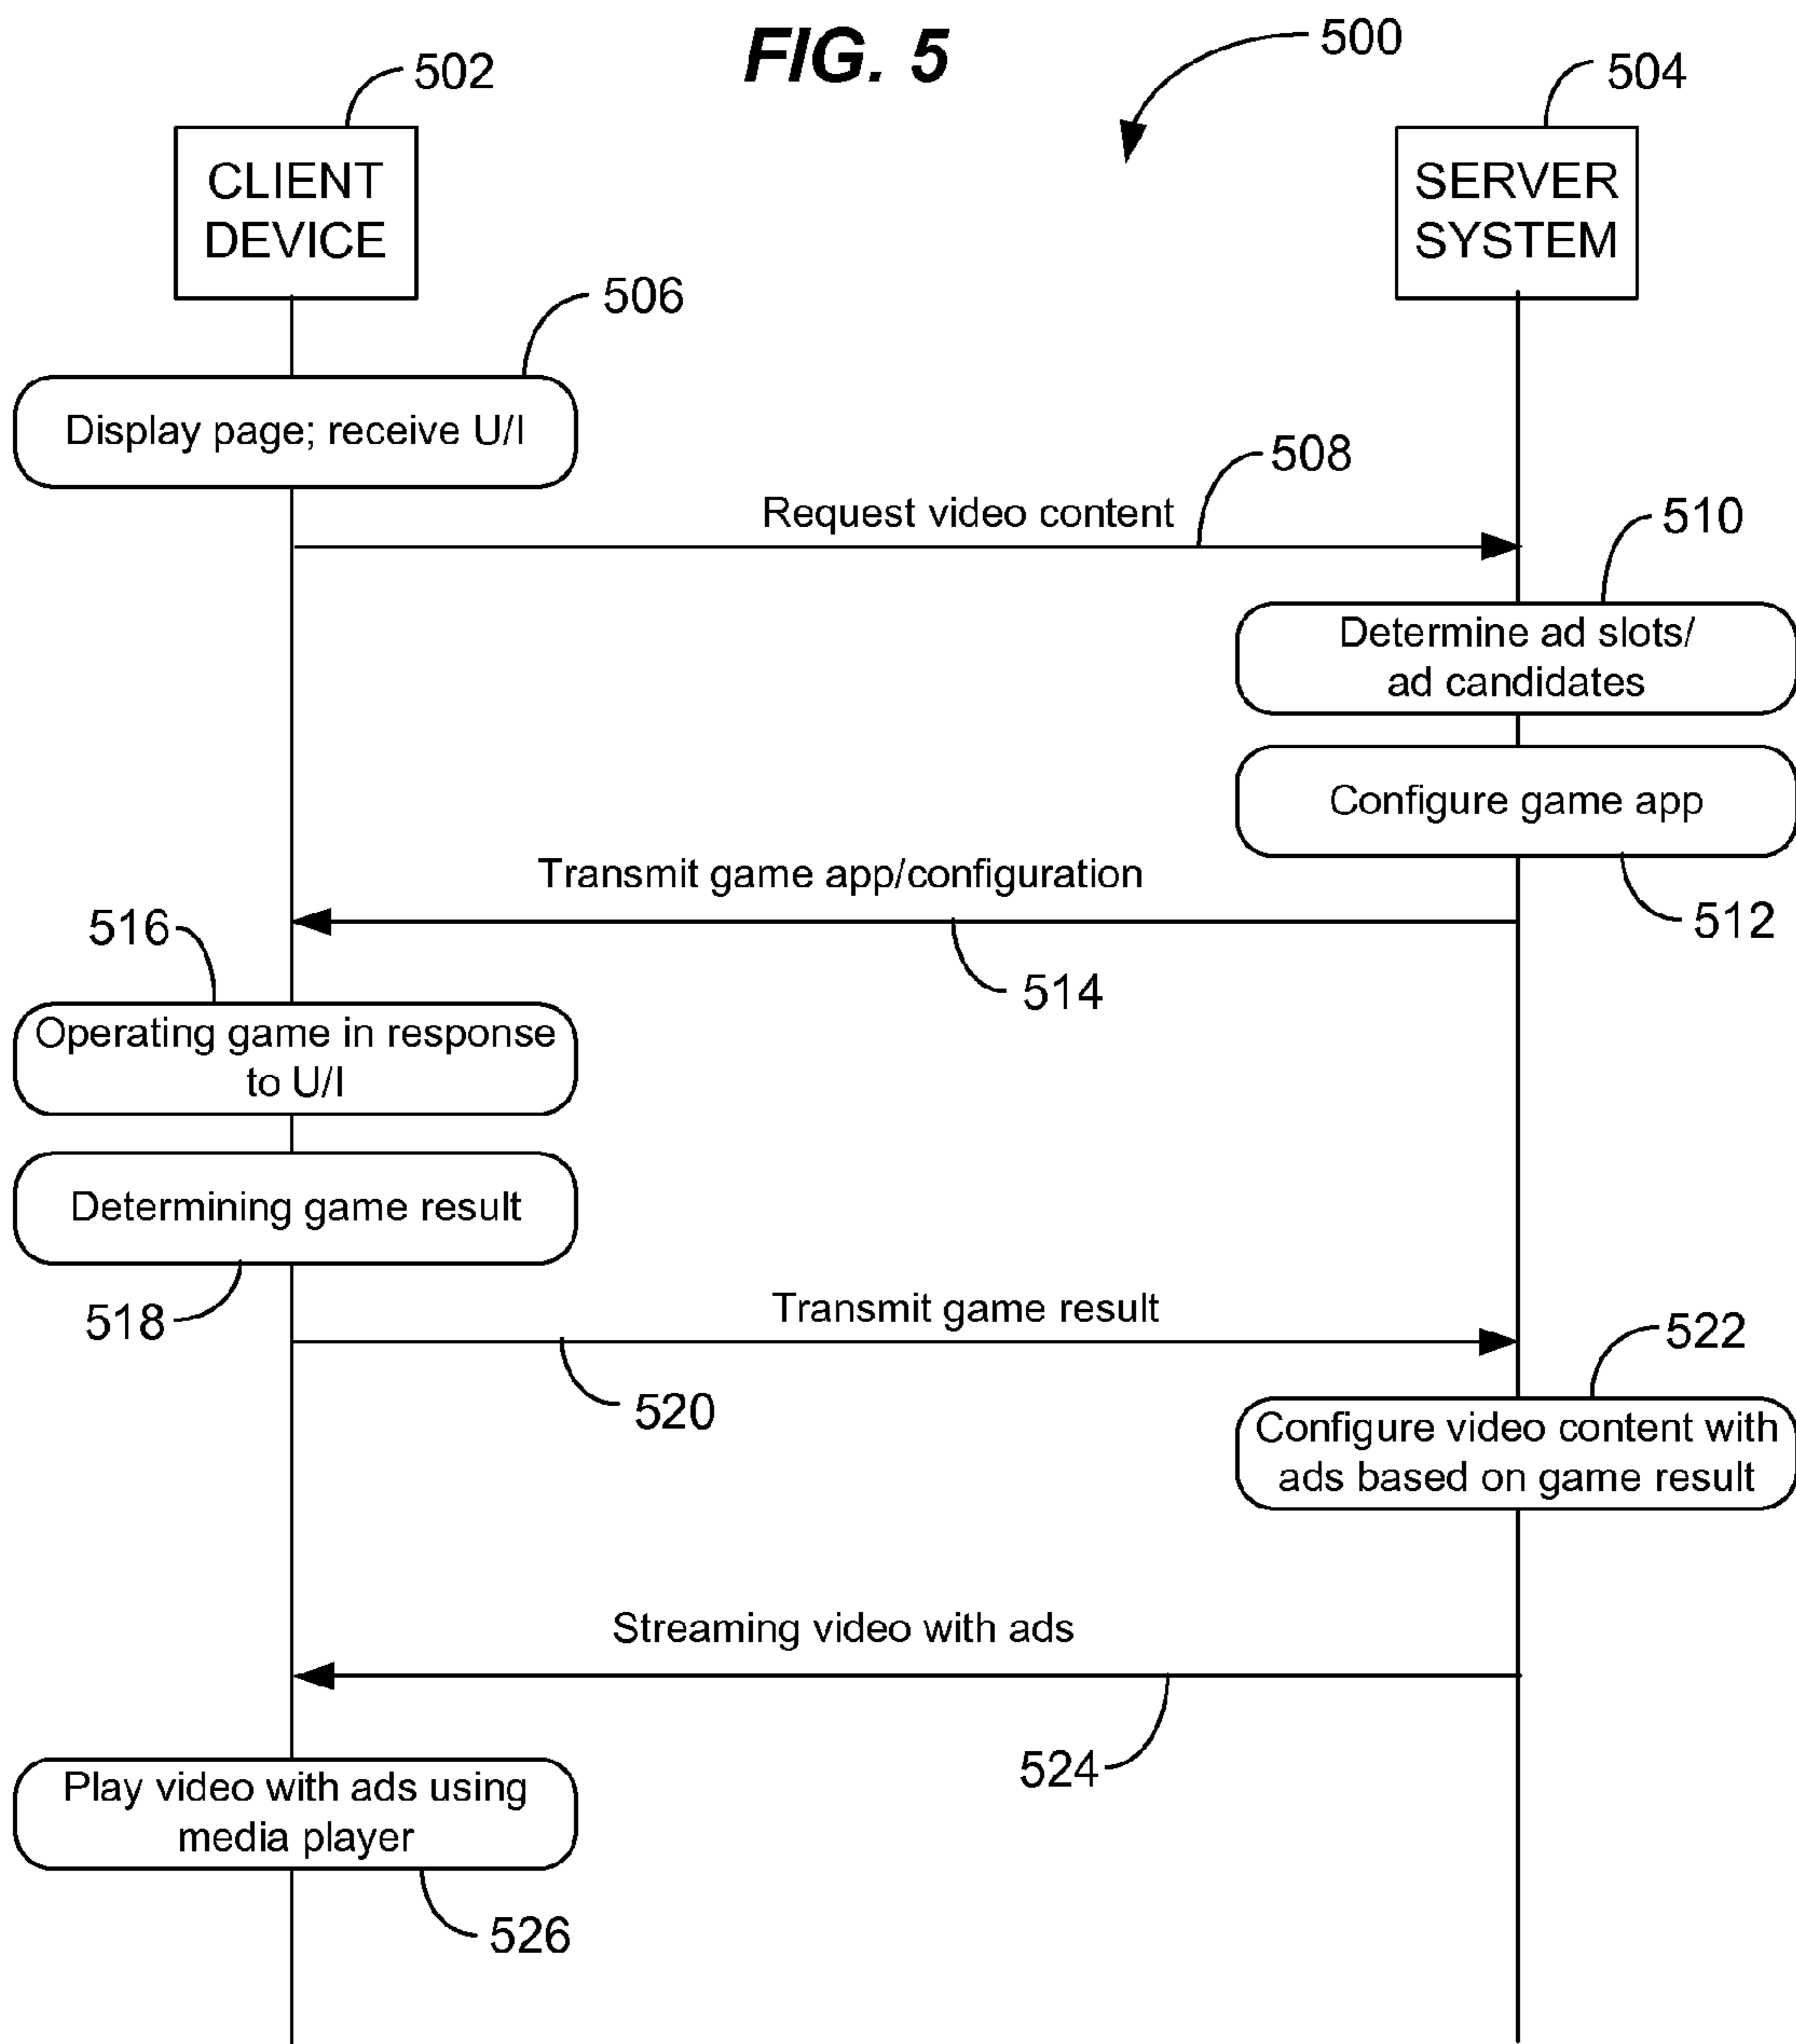 FIG. 5
500
502
504
CLIENT
DEVICE
SERVER
SYSTEM
506
Display page; receive U/I
508
Request video content
510
Determine ad slots/
ad candidates
Configure game app
512
Transmit game app/configuration
514
516
Operating game in response
to U/I
Determining game result
518
Transmit game result
520
522
Configure video content with
ads based on game result
Streaming video with ads
524
Play video with ads using
media player
526